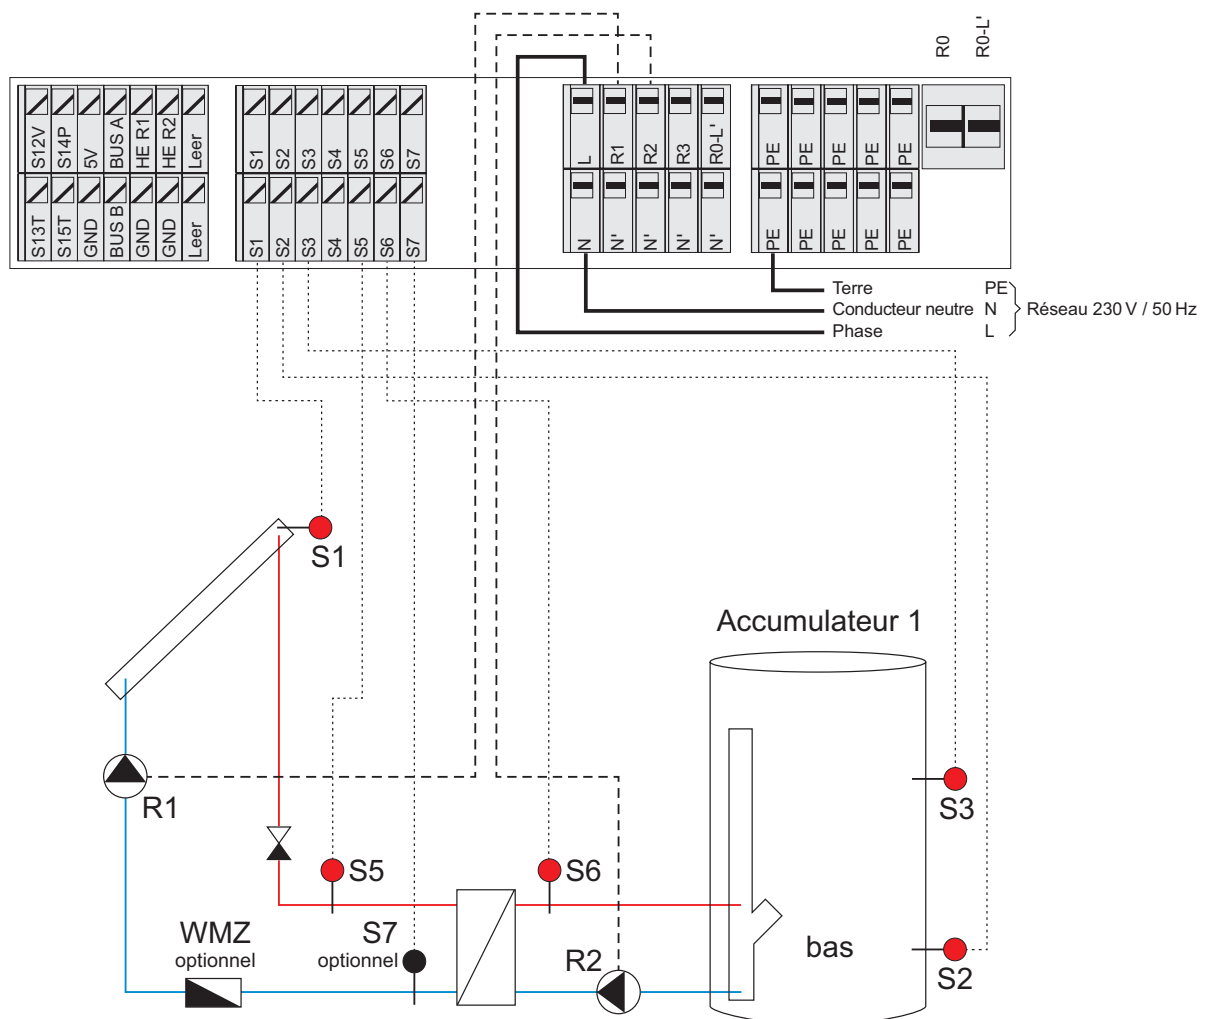 R0
R0-L'
S12V
S14P
5V
BUS A
HE R1
HE R2
Leer
S1
S2
S3
S4
S5
S6
S7
L
R1
R2
R3
R0-L'
PE
PE
PE
PE
PE
S13T
S15T
GND
BUS B
GND
GND
Leer
S1
S2
S3
S4
S5
S6
S7
N
N'
N'
N'
N'
PE
PE
PE
PE
PE
Terre PE
Conducteur neutre N Réseau 230 V / 50 Hz
Phase L
S1
Accumulateur 1
R1
S3
S5
S6
WMZ
optionnel
S7
optionnel
R2
bas
S2